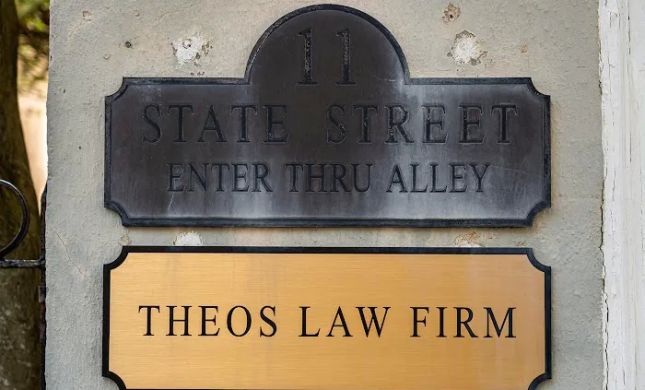 11
STATE STREET
ENTER THRU ALLEY
THEOS LAW FIRM